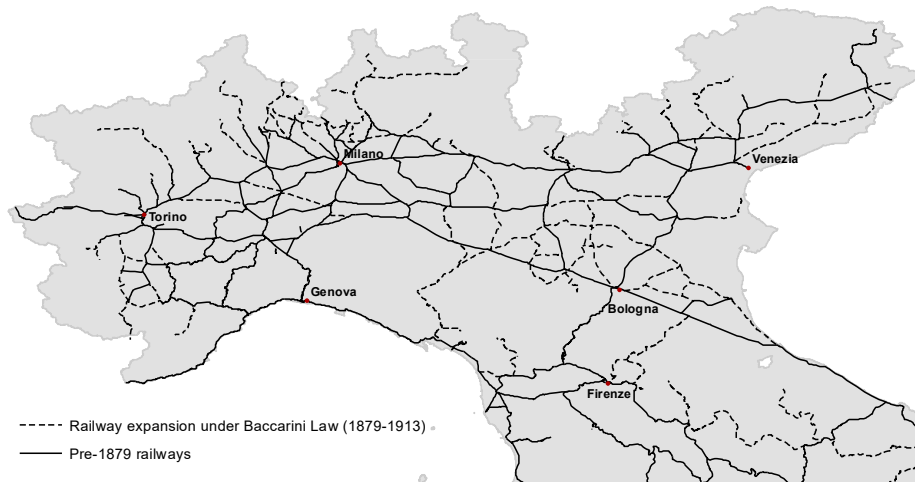 Milano
Venezia
Torino
Genova
Bologna
Firenze
Railway expansion under Baccarini Law (1879-1913)
Pre-1879 railways